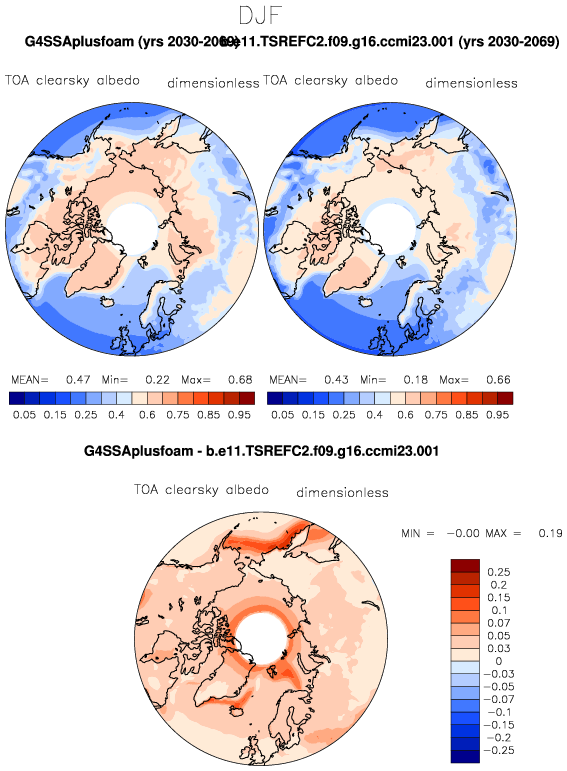 DJF
G4SSAplusfoam (yrs 2030-2069) b.e11.TSREFC2.f09.g16.ccmi23.001 (yrs 2030-2069)
TOA clearsky albedo dimensionless TOA clearsky albedo dimensionless
MEAN= 0.47 Min= 0.22 Max= 0.68 MEAN= 0.43 Min= 0.18 Max= 0.66
0.05 0.15 0.25 0.4 0.6 0.75 0.85 0.95 0.05 0.15 0.25 0.4 0.6 0.75 0.85 0.95
G4SSAplusfoam - b.e11.TSREFC2.f09.g16.ccmi23.001
TOA clearsky albedo dimensionless
MIN = -0.00 MAX = 0.19
0.25
0.2
0.15
0.1
0.07
0.05
0.03
0
-0.03
-0.05
-0.07
-0.1
-0.15
-0.2
-0.25